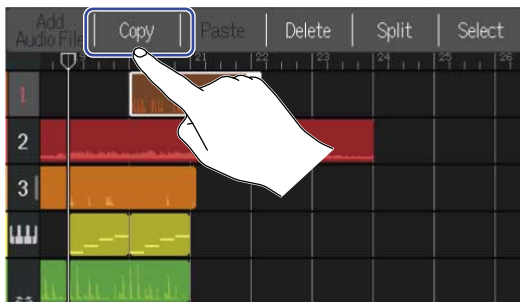 Add
Audio File
Copy
Paste
Delete
Split
Select
21 22 23 24 25 26
1
2
3